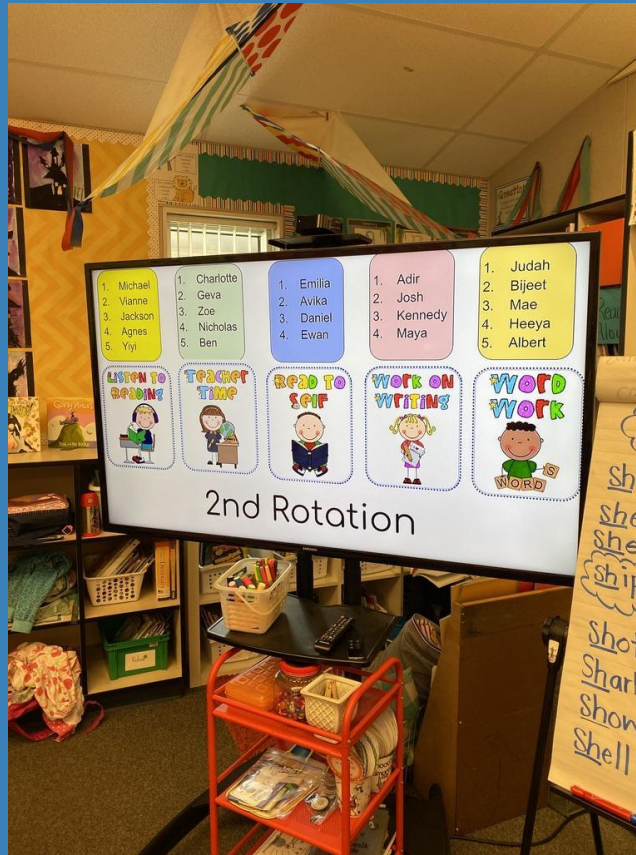 1. Michael
2. Vianne
3. Jackson
4. Agnes
5. Yiyi
1. Charlotte
2. Geva
3. Zoe
4. Nicholas
5. Ben
1. Emilia
2. Avika
3. Daniel
4. Ewan
1. Adir
2. Josh
3. Kennedy
4. Maya
1. Judah
2. Bijeet
3. Mae
4. Heeya
5. Albert
LISTEN TO
READING
TEACHER
TIME
READ TO
SELF
WORK ON
WRITING
WORD
WORK
WORDS
2nd Rotation
SAMSUNG
sh
she
she
ship
shot
Shar
Show
Shell